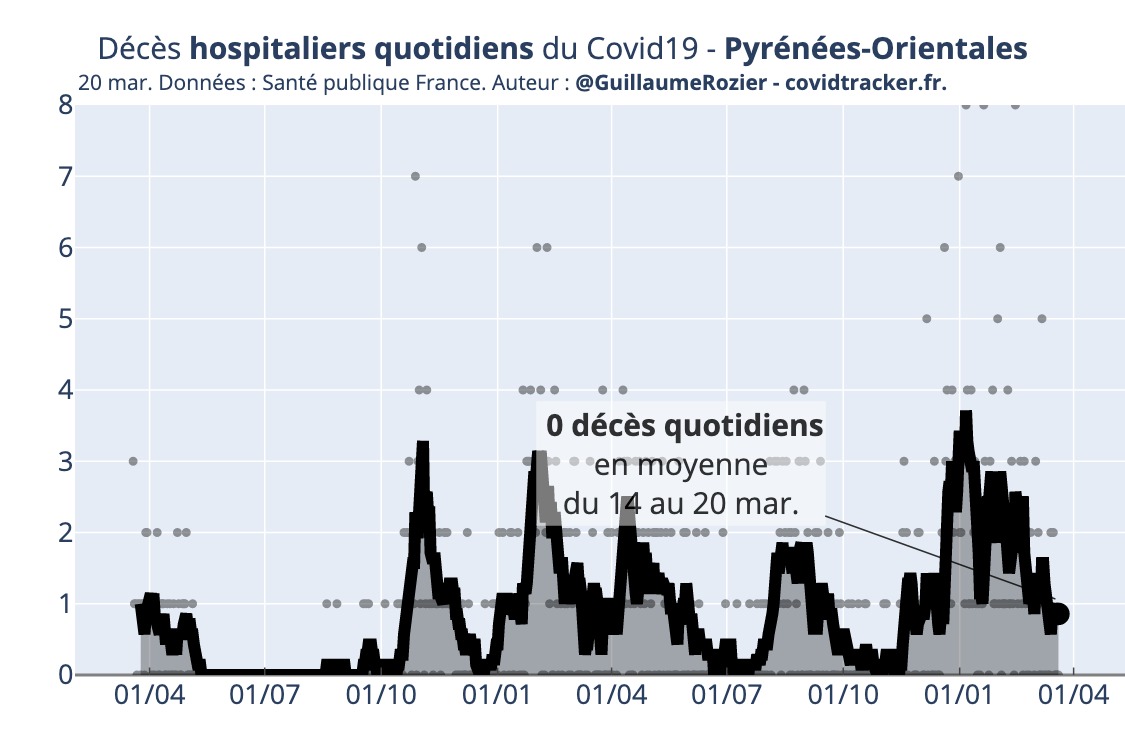 Décès hospitaliers quotidiens du Covid19 - Pyrénées-Orientales
20 mar. Données : Santé publique France. Auteur : @GuillaumeRozier - covidtracker.fr.
8
7
6
5
4
0 décès quotidiens
en moyenne
du 14 au 20 mar.
3
2
1
0
01/04 01/07 01/10 01/01 01/04 01/07 01/10 01/01 01/04